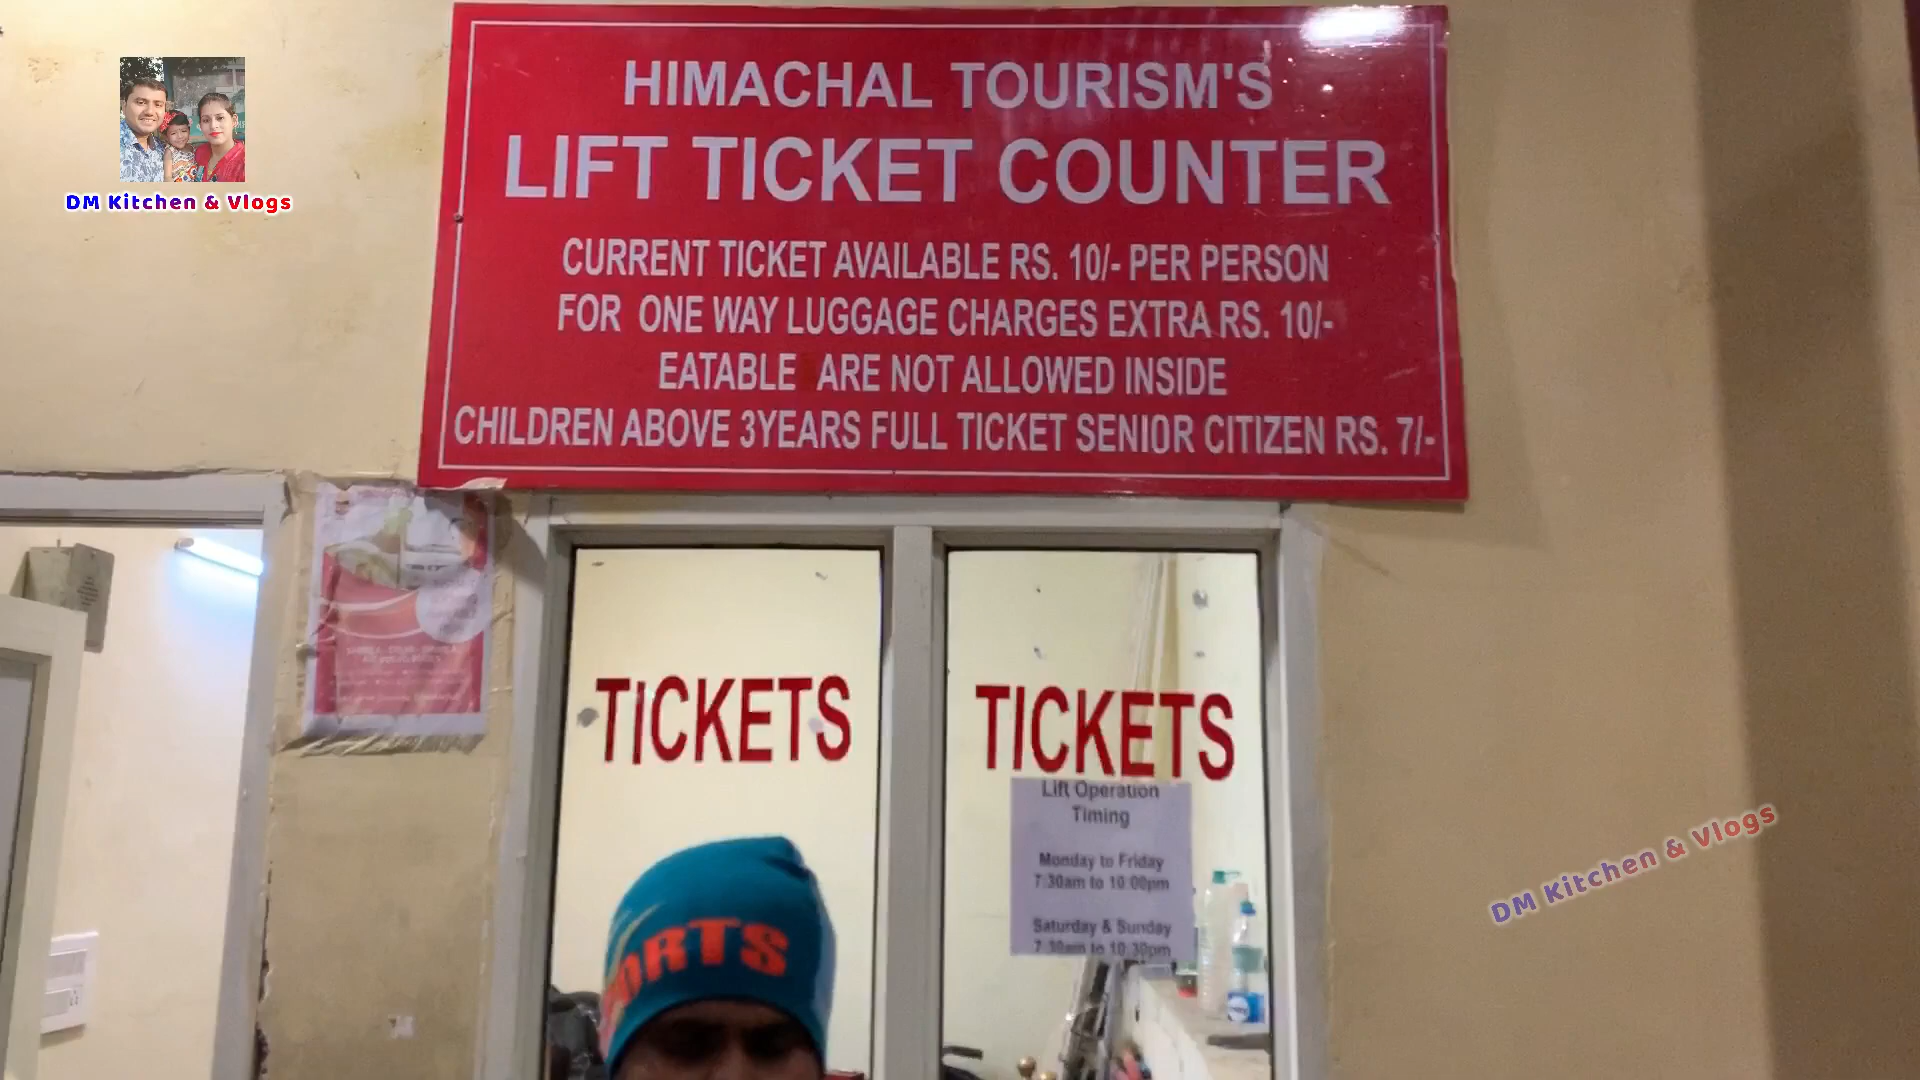 DM Kitchen & Vlogs
HIMACHAL TOURISM'S
LIFT TICKET COUNTER
CURRENT TICKET AVAILABLE RS. 10/- PER PERSON
FOR ONE WAY LUGGAGE CHARGES EXTRA RS. 10/-
EATABLE ARE NOT ALLOWED INSIDE
CHILDREN ABOVE 3YEARS FULL TICKET SENIOR CITIZEN RS. 7/-
TICKETS
TICKETS
Lift Operation
Timing
Monday to Friday
7:30am to 10:00pm
Saturday & Sunday
7:30am to 10:30pm
DM Kitchen & Vlogs